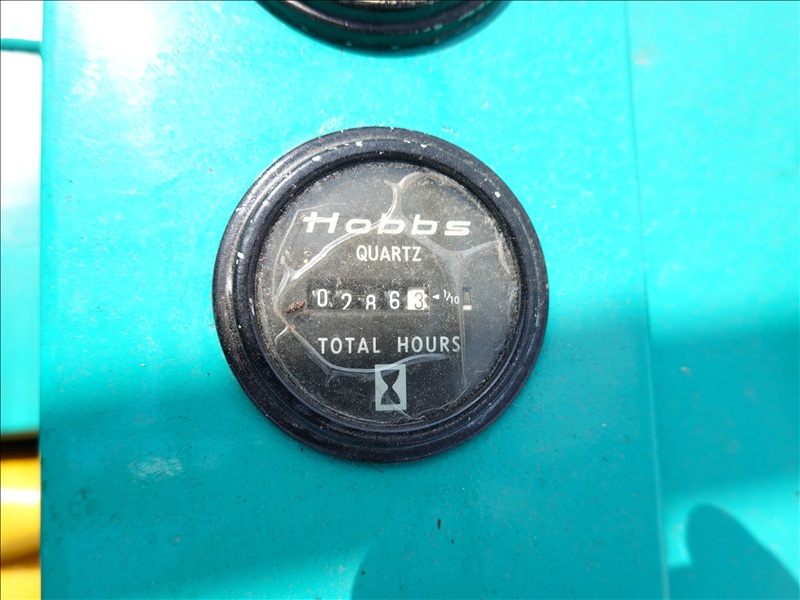 Hobbs
QUARTZ
02863 ◄ 1/10
TOTAL HOURS